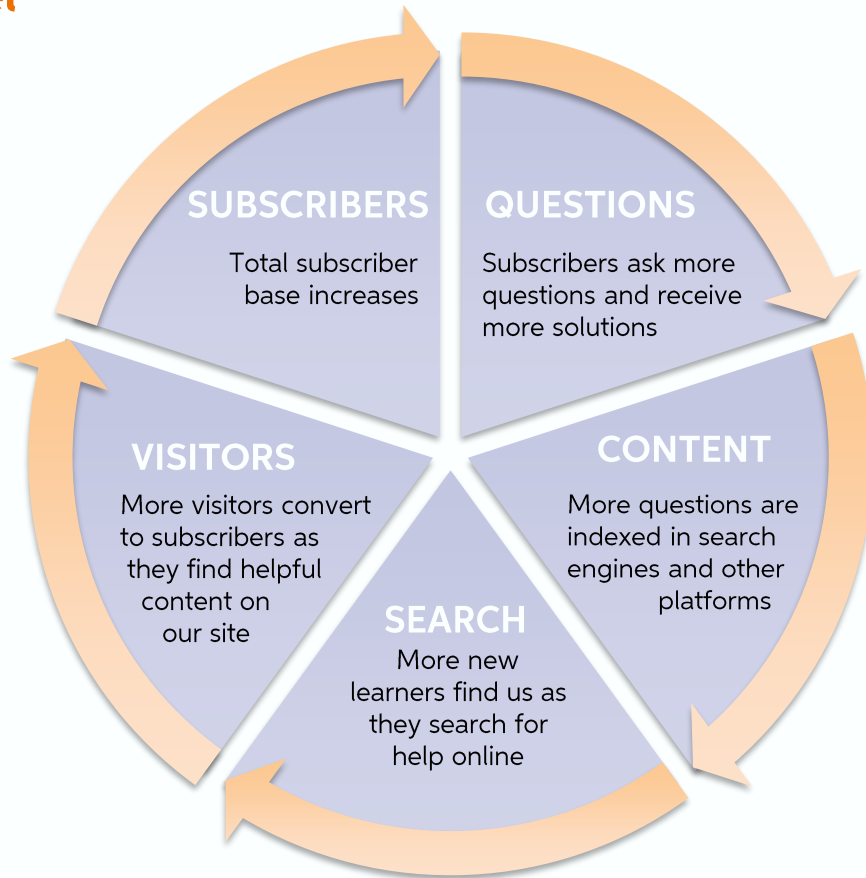 SUBSCRIBERS
Total subscriber
base increases
QUESTIONS
Subscribers ask more
questions and receive
more solutions
CONTENT
More questions are
indexed in search
engines and other
platforms
SEARCH
More new
learners find us as
they search for
help online
VISITORS
More visitors convert
to subscribers as
they find helpful
content on
our site